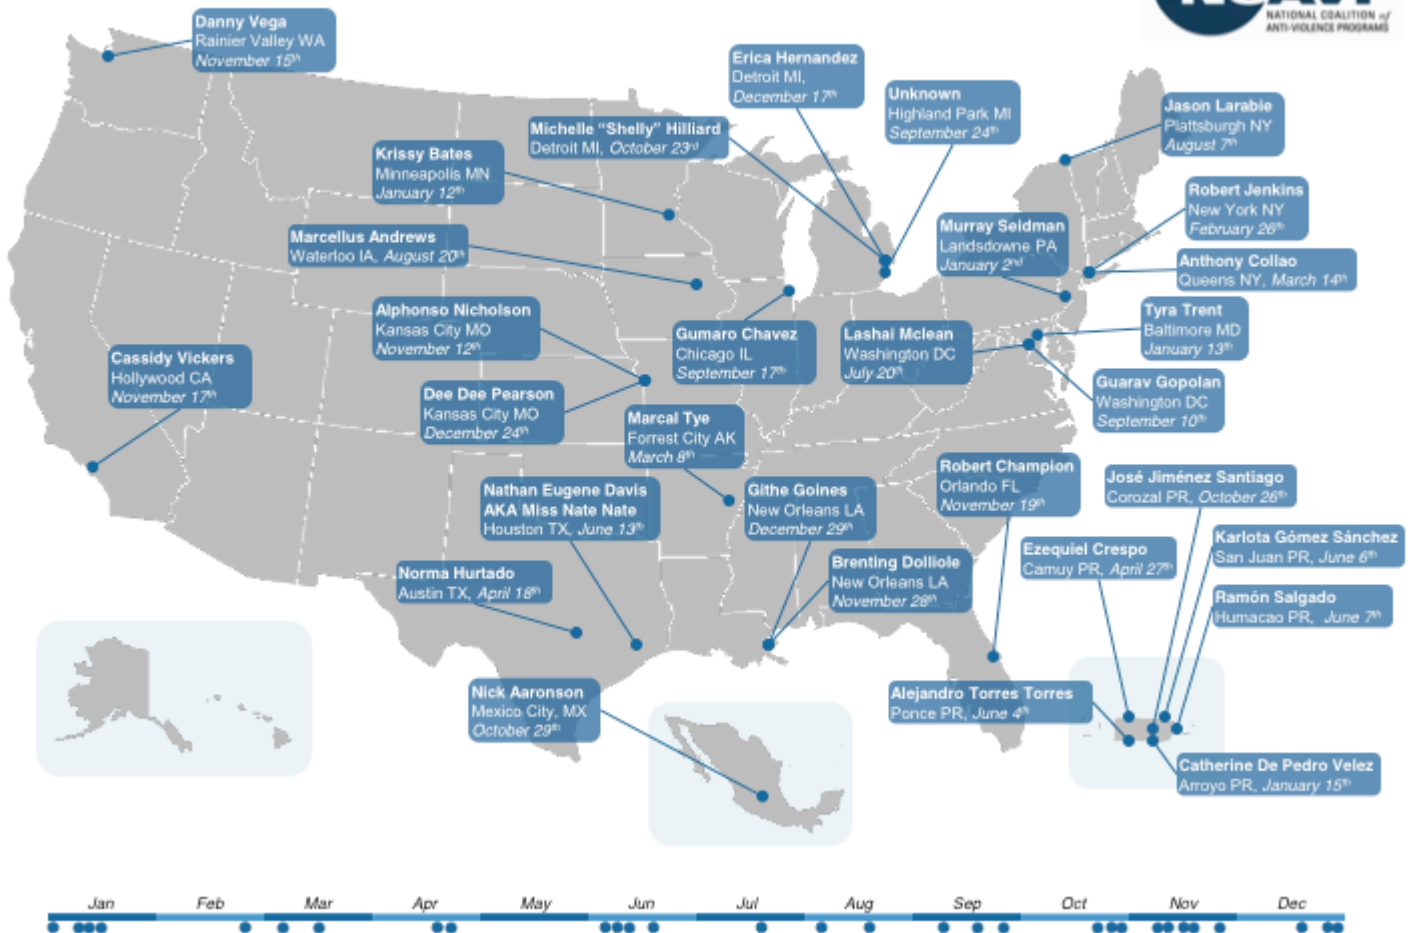 NATIONAL COALITION of
ANTI-VIOLENCE PROGRAMS
Danny Vega
Rainier Valley WA
November 15th
Erica Hernandez
Detroit MI,
December 17th
Unknown
Highland Park MI
September 24th
Jason Larabie
Plattsburgh NY
August 7th
Michelle "Shelly" Hilliard
Detroit MI, October 23rd
Krissy Bates
Minneapolis MN
January 12th
Robert Jenkins
New York NY
February 26th
Murray Seidman
Landsdowne PA
January 2nd
Marcellus Andrews
Waterloo IA, August 20th
Anthony Collao
Queens NY, March 14th
Alphonso Nicholson
Kansas City MO
November 12th
Tyra Trent
Baltimore MD
January 13th
Gumaro Chavez
Chicago IL
September 17th
Lashai Mclean
Washington DC
July 20th
Cassidy Vickers
Hollywood CA
November 17th
Guarav Gopolan
Washington DC
September 10th
Dee Dee Pearson
Kansas City MO
December 24th
Marcal Tye
Forrest City AK
March 8th
Robert Champion
Orlando FL
November 19th
José Jiménez Santiago
Corozal PR, October 26th
Nathan Eugene Davis
AKA Miss Nate Nate
Houston TX, June 13th
Githe Goines
New Orleans LA
December 29th
Karlota Gómez Sánchez
San Juan PR, June 6th
Ezequiel Crespo
Camuy PR, April 27th
Brenting Dolliole
New Orleans LA
November 28th
Norma Hurtado
Austin TX, April 18th
Ramón Salgado
Humacao PR, June 7th
Nick Aaronson
Mexico City, MX
October 29th
Alejandro Torres Torres
Ponce PR, June 4th
Catherine De Pedro Velez
Arroyo PR, January 15th
Jan Feb Mar Apr May Jun Jul Aug Sep Oct Nov Dec